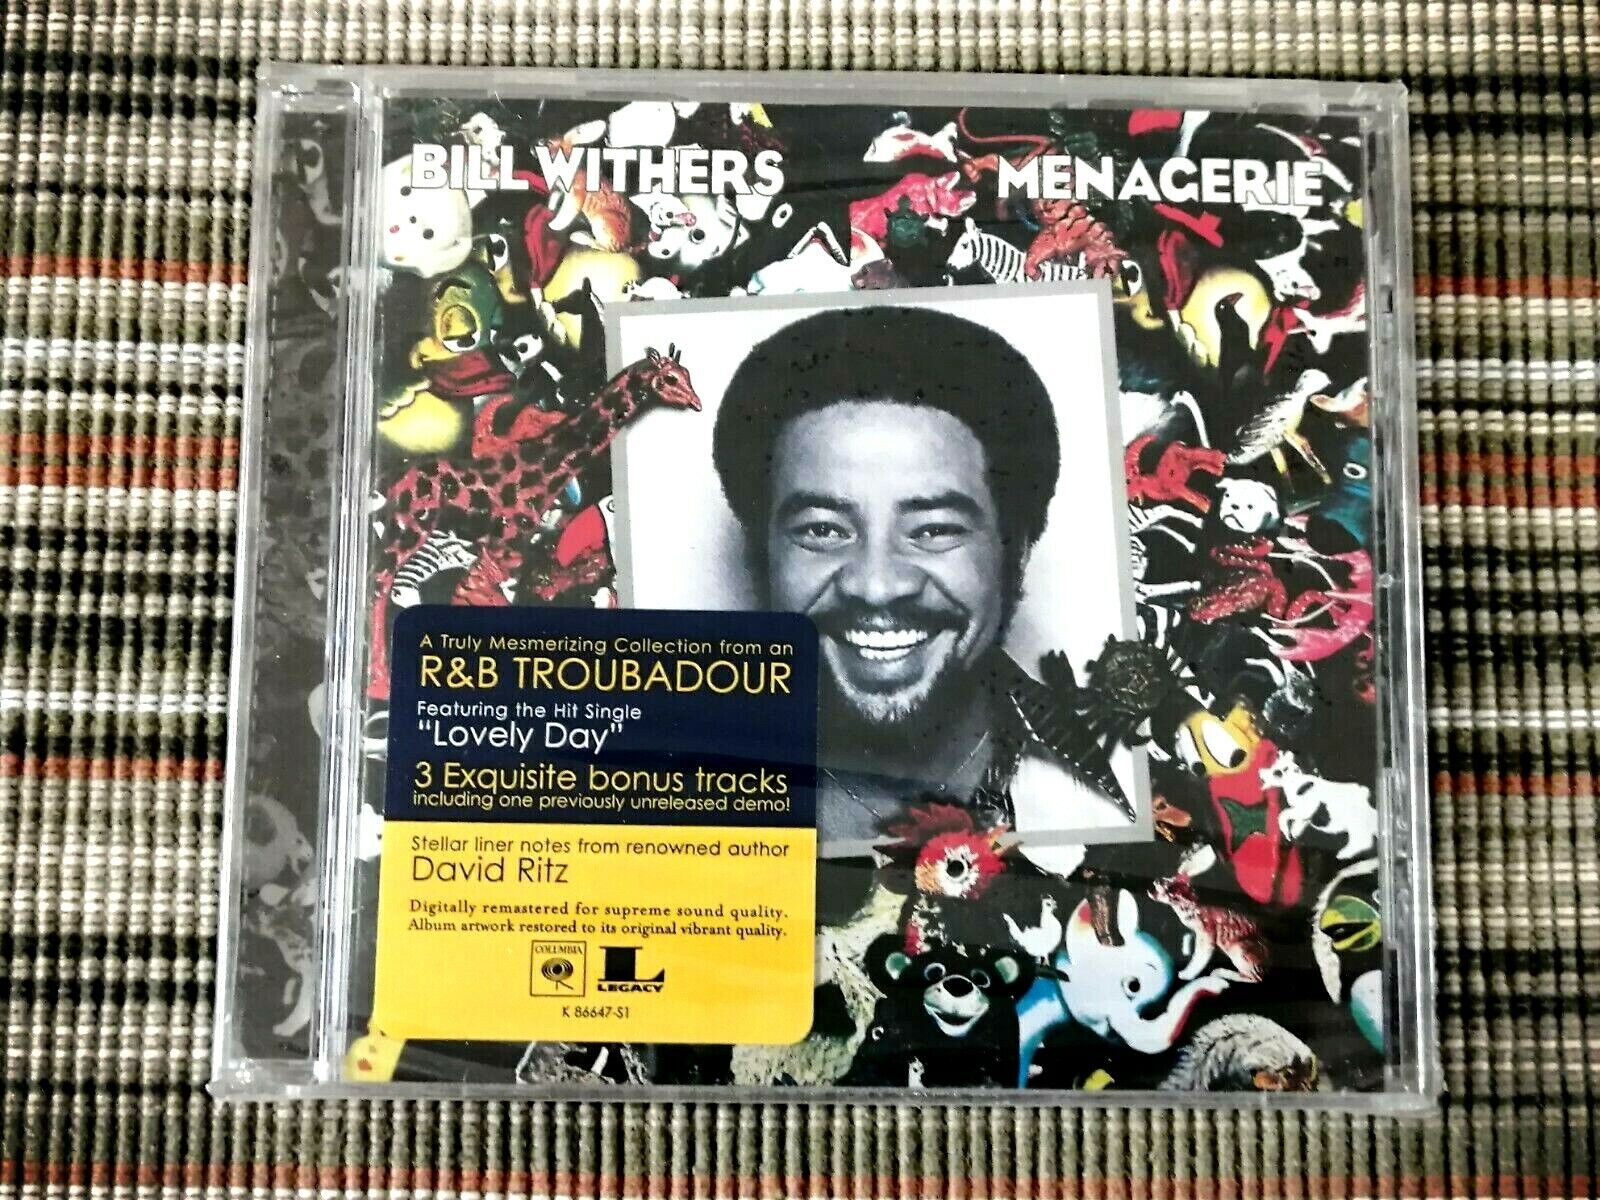 BILL WITHERS
MENAGERIE
A Truly Mesmerizing Collection from an
R&B TROUBADOUR
Featuring the Hit Single
"Lovely Day"
3 Exquisite bonus tracks
including one previously unreleased demo!
Stellar liner notes from renowned author
David Ritz
Digitally remastered for supreme sound quality.
Album artwork restored to its original vibrant quality.
COLUMBIA
L
LEGACY
K 86647-S1